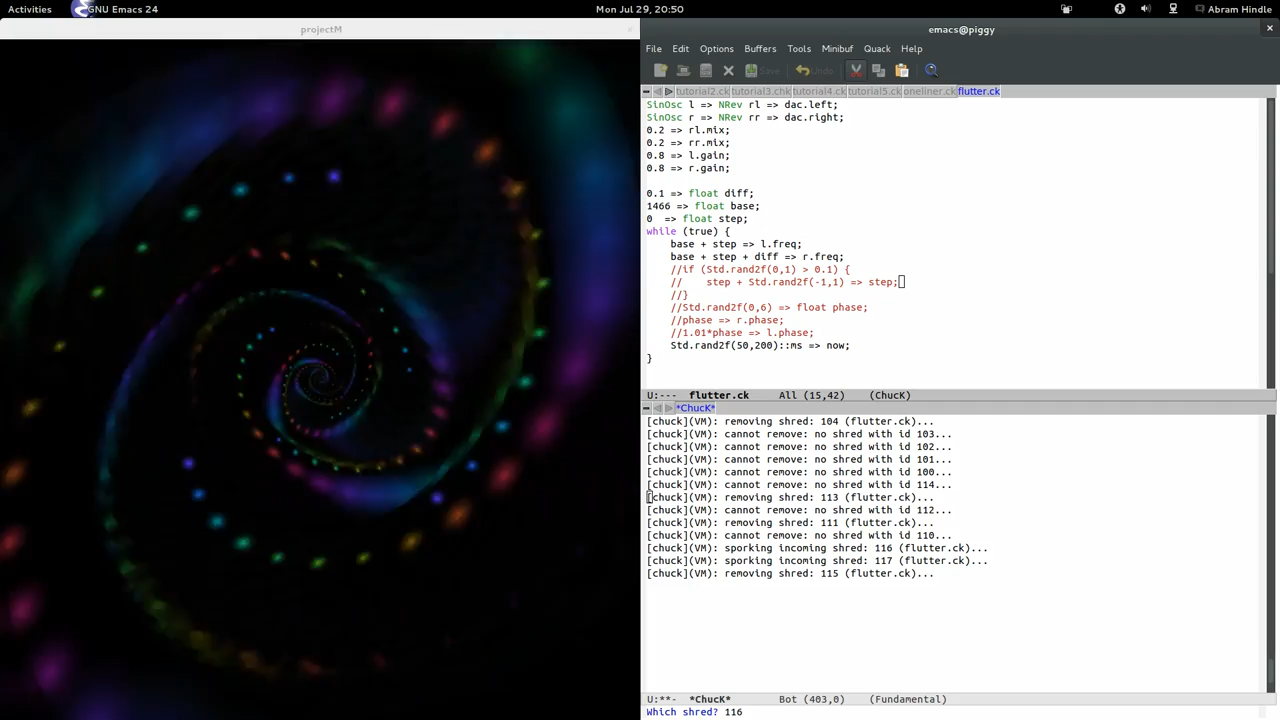 Activities GNU Emacs 24 Mon Jul 29, 20:50 Abram Hindle
projectM
emacs@piggy
File Edit Options Buffers Tools Minibuf Quack Help
Save Undo
tutorial2.ck tutorial3.chk tutorial4.ck tutorial5.ck oneliner.ck flutter.ck
SinOsc l => NRev rl => dac.left;
SinOsc r => NRev rr => dac.right;
0.2 => rl.mix;
0.2 => rr.mix;
0.8 => l.gain;
0.8 => r.gain;
0.1 => float diff;
1466 => float base;
0  => float step;
while (true) {
    base + step => l.freq;
    base + step + diff => r.freq;
    //if (Std.rand2f(0,1) > 0.1) {
    //    step + Std.rand2f(-1,1) => step;
    //}
    //Std.rand2f(0,6) => float phase;
    //phase => r.phase;
    //1.01*phase => l.phase;
    Std.rand2f(50,200)::ms => now;
}
U:--- flutter.ck All (15,42) (ChucK)
*ChucK*
[chuck](VM): removing shred: 104 (flutter.ck)...
[chuck](VM): cannot remove: no shred with id 103...
[chuck](VM): cannot remove: no shred with id 102...
[chuck](VM): cannot remove: no shred with id 101...
[chuck](VM): cannot remove: no shred with id 100...
[chuck](VM): cannot remove: no shred with id 114...
[chuck](VM): removing shred: 113 (flutter.ck)...
[chuck](VM): cannot remove: no shred with id 112...
[chuck](VM): removing shred: 111 (flutter.ck)...
[chuck](VM): cannot remove: no shred with id 110...
[chuck](VM): sporking incoming shred: 116 (flutter.ck)...
[chuck](VM): sporking incoming shred: 117 (flutter.ck)...
[chuck](VM): removing shred: 115 (flutter.ck)...
U:**- *ChucK* Bot (403,0) (Fundamental)
Which shred? 116